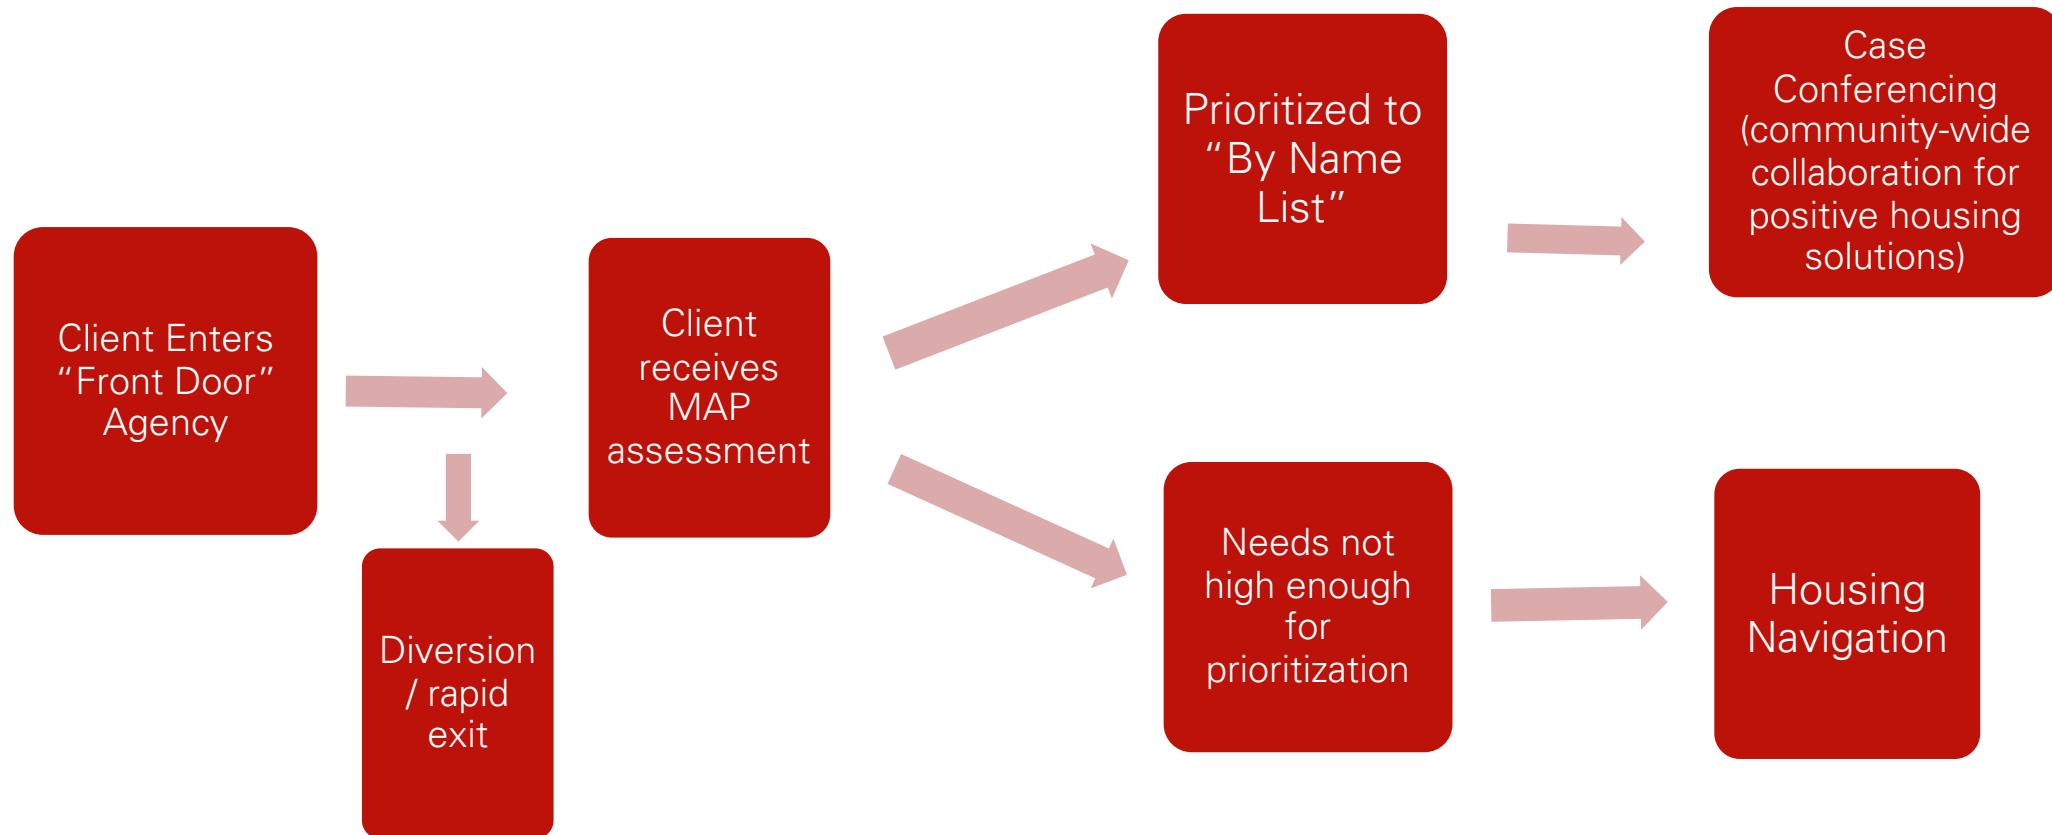 Client Enters
“Front Door”
Agency
Diversion
/ rapid
exit
Client
receives
MAP
assessment
Prioritized to
“By Name
List”
Case
Conferencing
(community-wide
collaboration for
positive housing
solutions)
Needs not
high enough
for
prioritization
Housing
Navigation